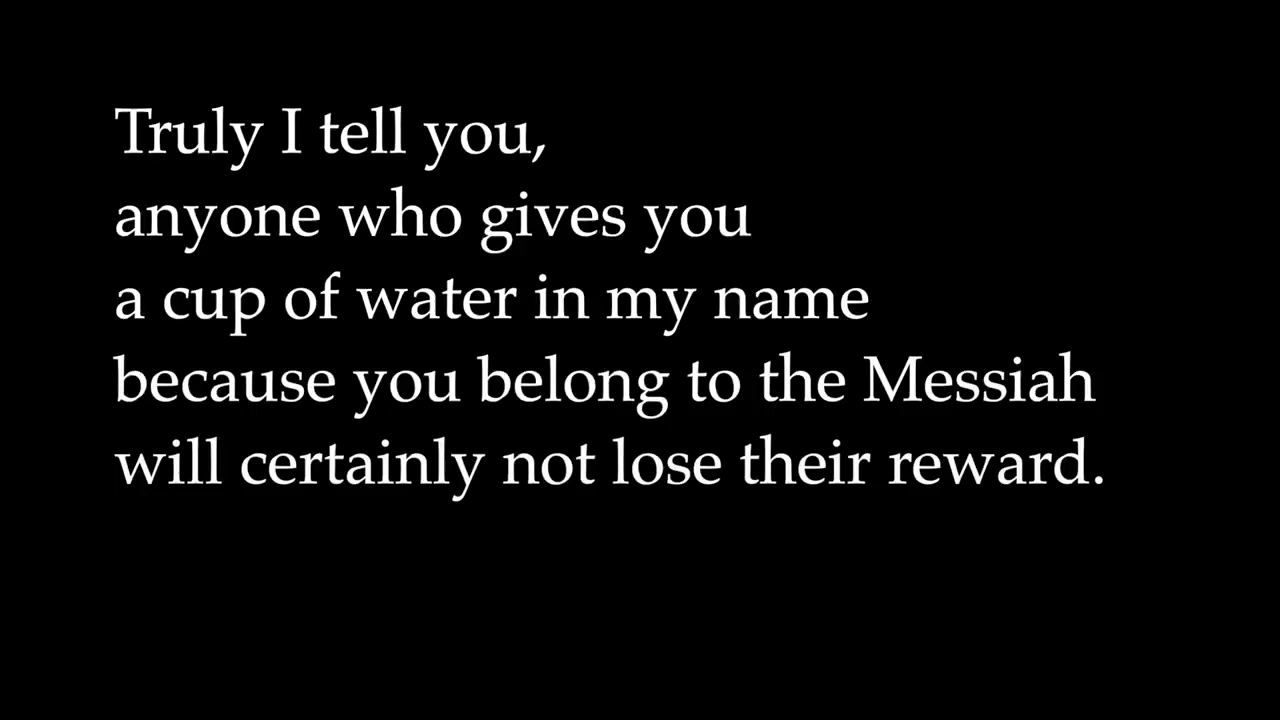 Truly I tell you,
anyone who gives you
a cup of water in my name
because you belong to the Messiah
will certainly not lose their reward.